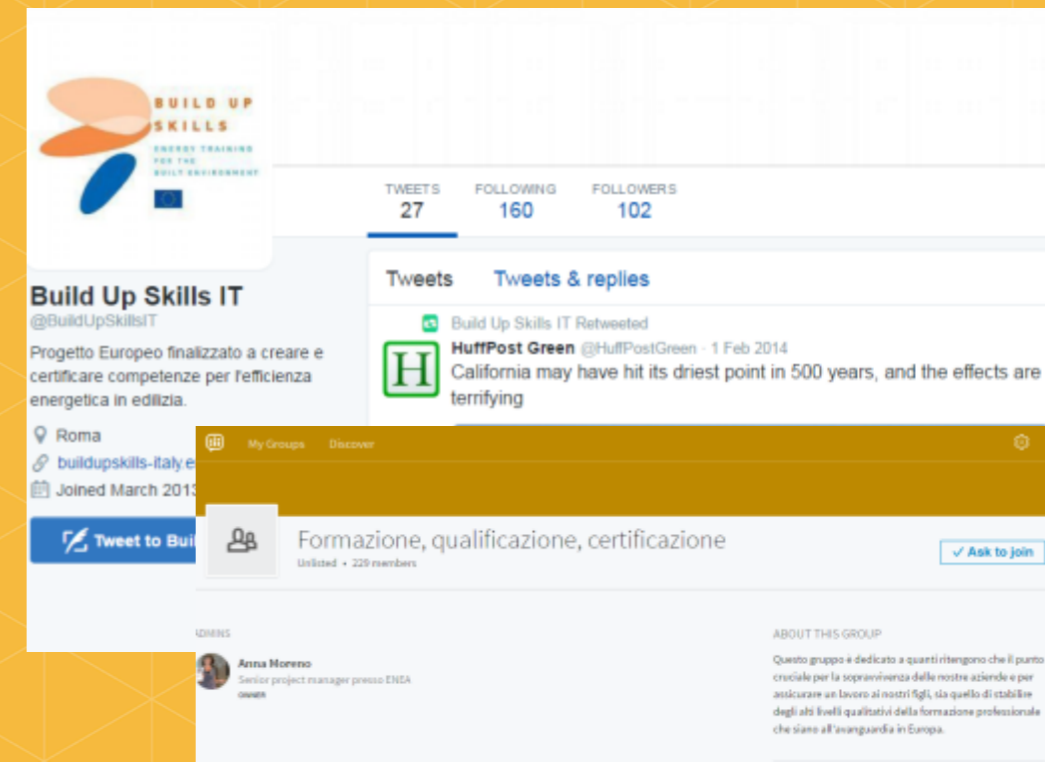 BUILD UP
SKILLS
ENERGY TRAINING
FOR THE
BUILT ENVIRONMENT
TWEETS FOLLOWING FOLLOWERS
27 160 102
Build Up Skills IT
@BuildUpSkillsIT
Progetto Europeo finalizzato a creare e
certificare competenze per l'efficienza
energetica in edilizia.
Roma
buildupskills-italy.e
Joined March 2013
Tweet to Buil
Tweets Tweets & replies
Build Up Skills IT Retweeted
HuffPost Green @HuffPostGreen · 1 Feb 2014
California may have hit its driest point in 500 years, and the effects are
terrifying
H
My Groups Discover
Formazione, qualificazione, certificazione
Unlisted • 229 members
Ask to join
ADMINS
Anna Moreno
Senior project manager presso ENEA
OWNER
ABOUT THIS GROUP
Questo gruppo è dedicato a quanti ritengono che il punto
cruciale per la sopravvivenza delle nostre aziende e per
assicurare un lavoro ai nostri figli, sia quello di stabilire
degli alti livelli qualitativi della formazione professionale
che siano all'avanguardia in Europa.